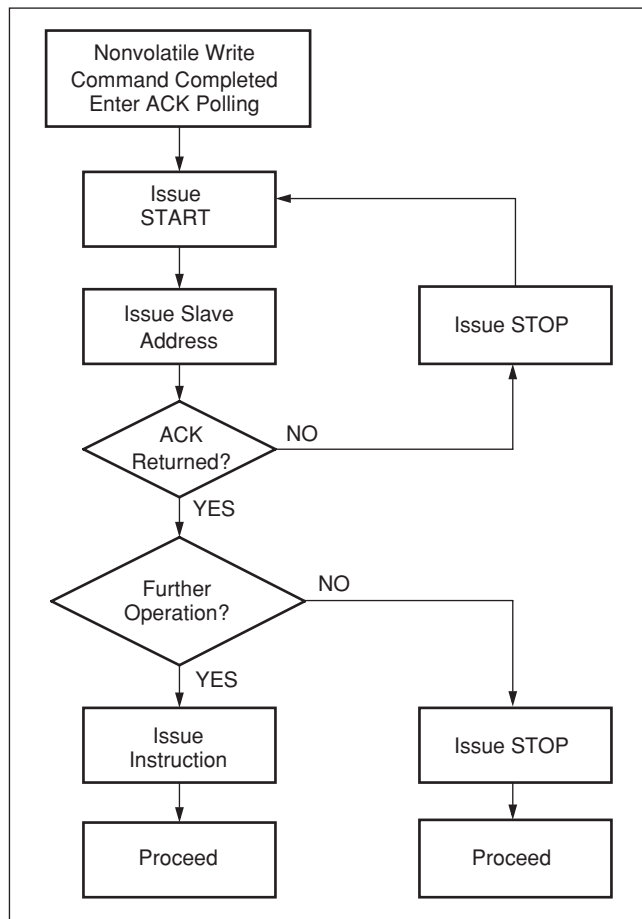 Nonvolatile Write
Command Completed
Enter ACK Polling
Issue
START
Issue Slave
Address
Issue STOP
ACK
Returned?
NO
YES
Further
Operation?
NO
YES
Issue
Instruction
Issue STOP
Proceed
Proceed